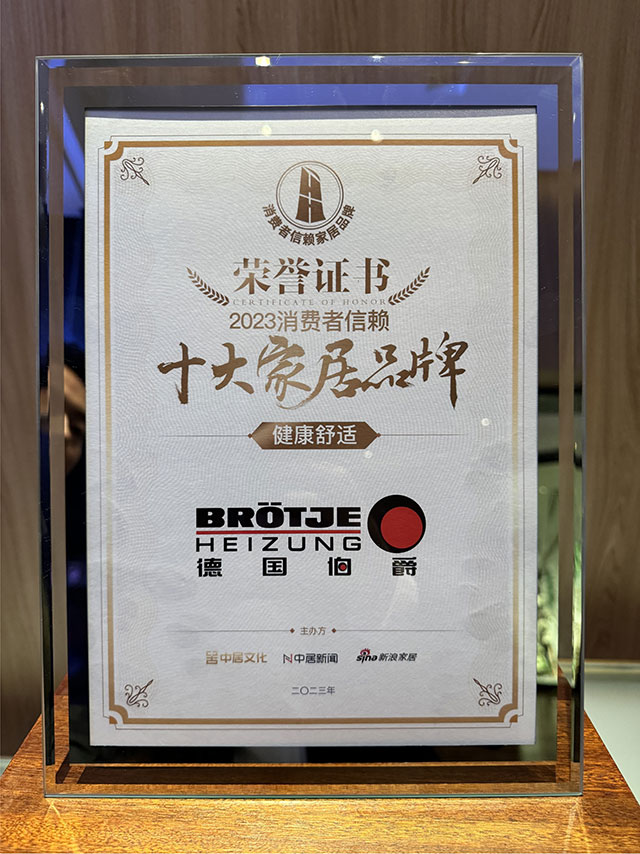 消费者信赖家居品牌
荣誉证书
CERTIFICATE OF HONOR
2023消费者信赖
十大家居品牌
健康舒适
BRÖTJE
HEIZUNG
德国伯爵
主办方
中居文化 中居新闻 sina新浪家居
二〇二三年